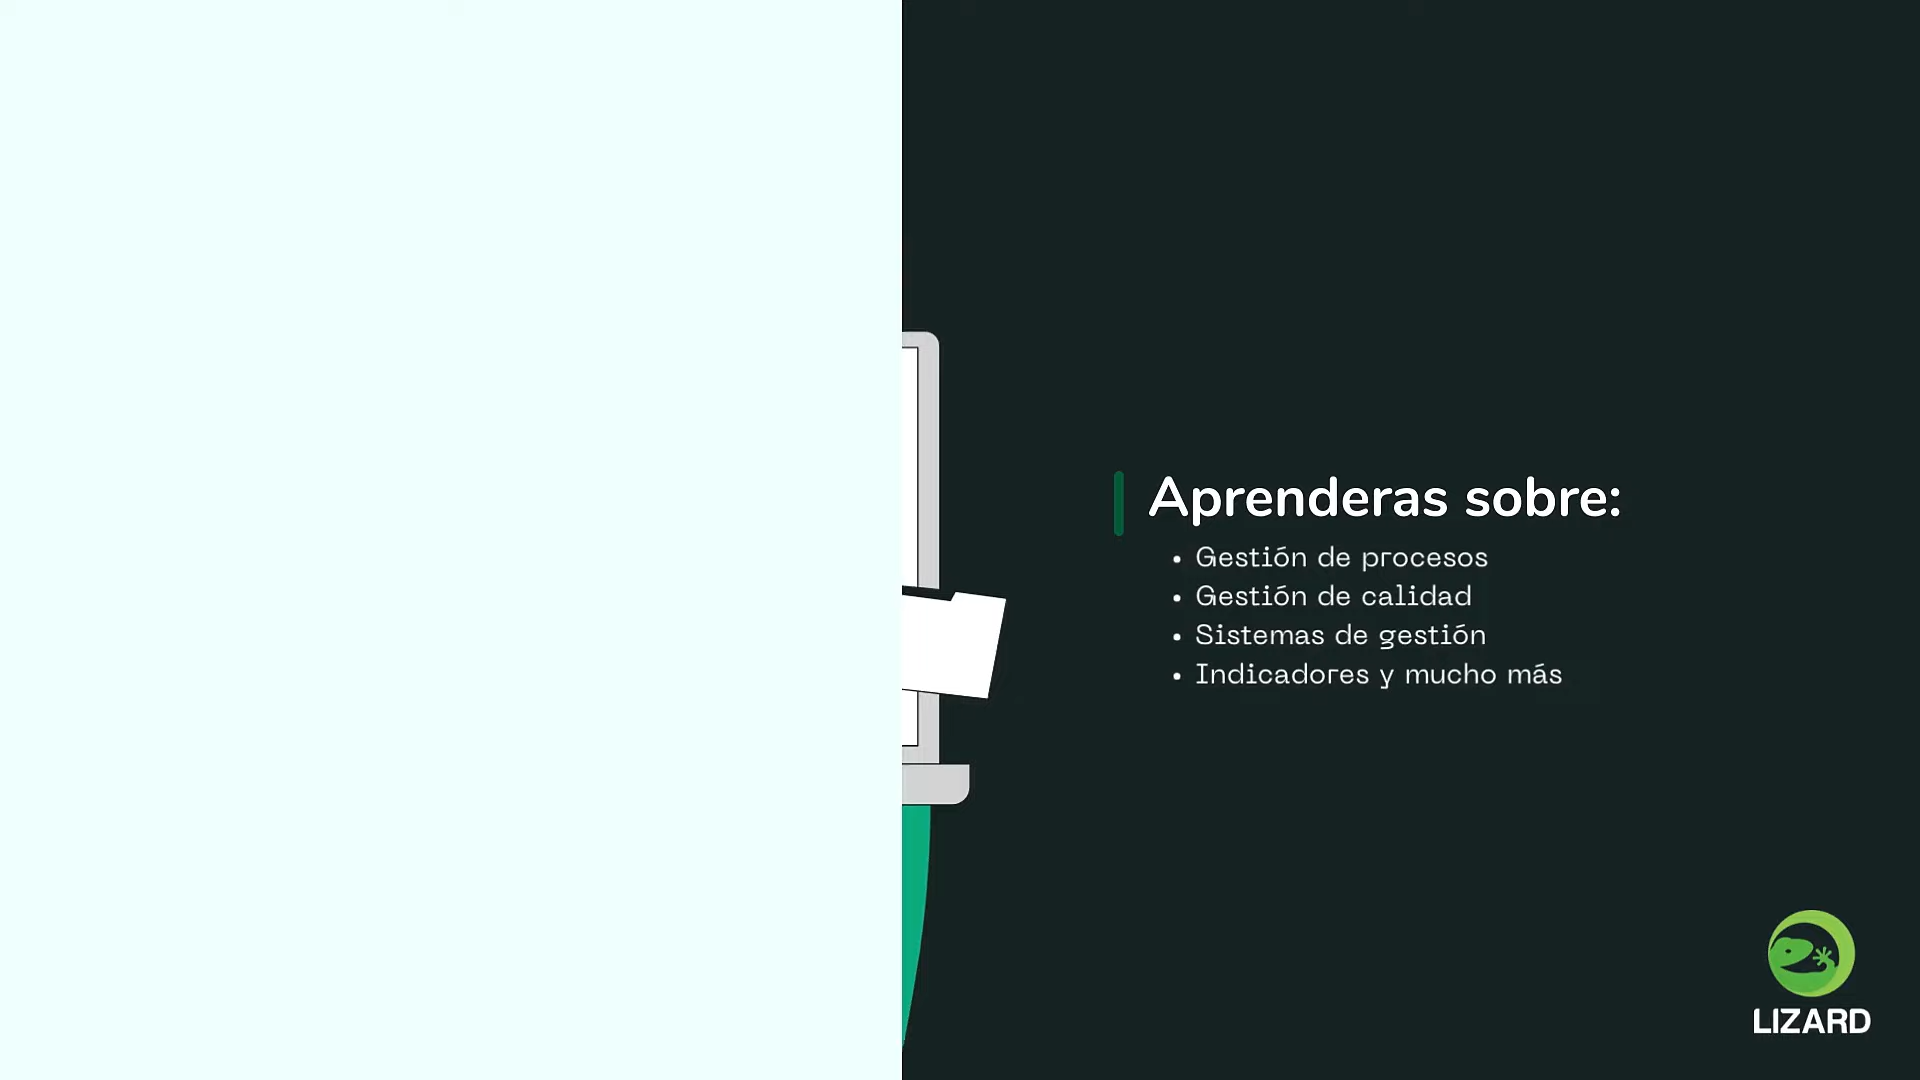 Aprenderas sobre:
• Gestión de procesos
• Gestión de calidad
• Sistemas de gestión
• Indicadores y mucho más
LIZARD